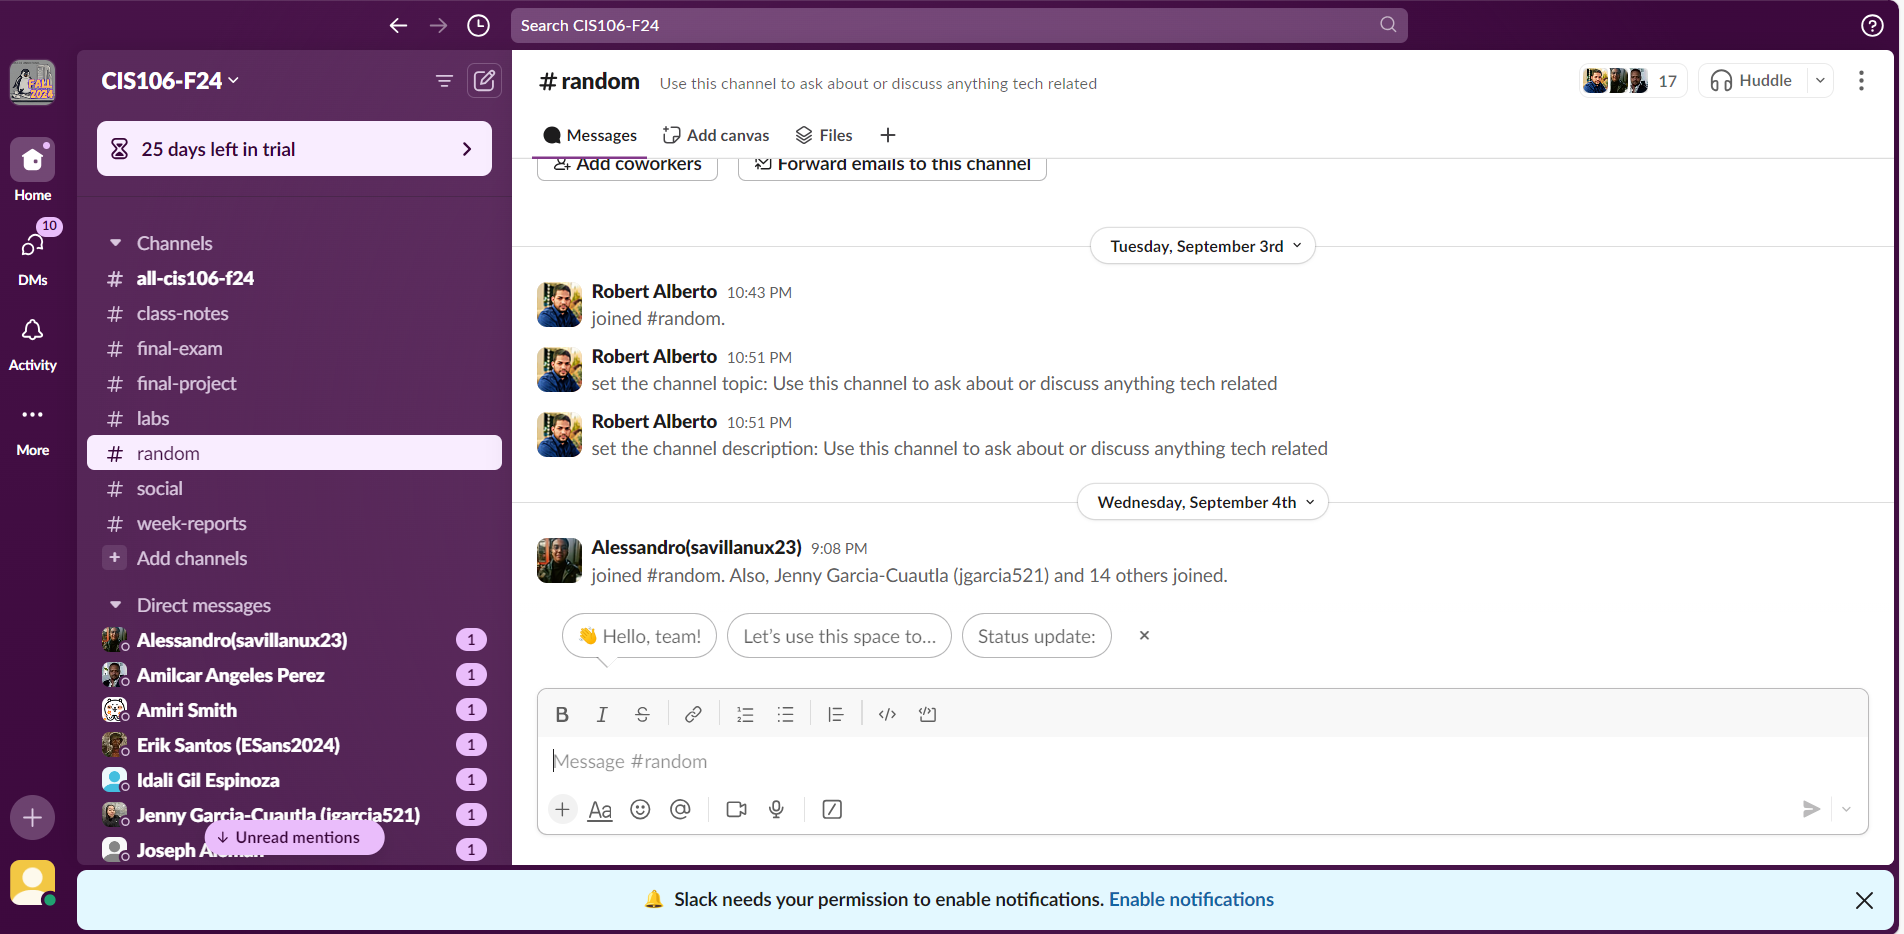 Search CIS106-F24
FALL
2024
CIS106-F24
25 days left in trial
Home
10
DMs
Activity
More
Channels
# all-cis106-f24
# class-notes
# final-exam
# final-project
# labs
# random
# social
# week-reports
+ Add channels
Direct messages
Alessandro(savillanux23) 1
Amilcar Angeles Perez 1
Amiri Smith 1
Erik Santos (ESans2024) 1
Idali Gil Espinoza 1
Jenny Garcia-Cuautla (jgarcia521) 1
Joseph 1
↓ Unread mentions
# random Use this channel to ask about or discuss anything tech related
17
Huddle
Messages Add canvas Files +
Add coworkers Forward emails to this channel
Tuesday, September 3rd
Robert Alberto 10:43 PM
joined #random.
Robert Alberto 10:51 PM
set the channel topic: Use this channel to ask about or discuss anything tech related
Robert Alberto 10:51 PM
set the channel description: Use this channel to ask about or discuss anything tech related
Wednesday, September 4th
Alessandro(savillanux23) 9:08 PM
joined #random. Also, Jenny Garcia-Cuautla (jgarcia521) and 14 others joined.
👋 Hello, team! Let’s use this space to... Status update:
B I S
Message #random
+ Aa @
🔔 Slack needs your permission to enable notifications. Enable notifications